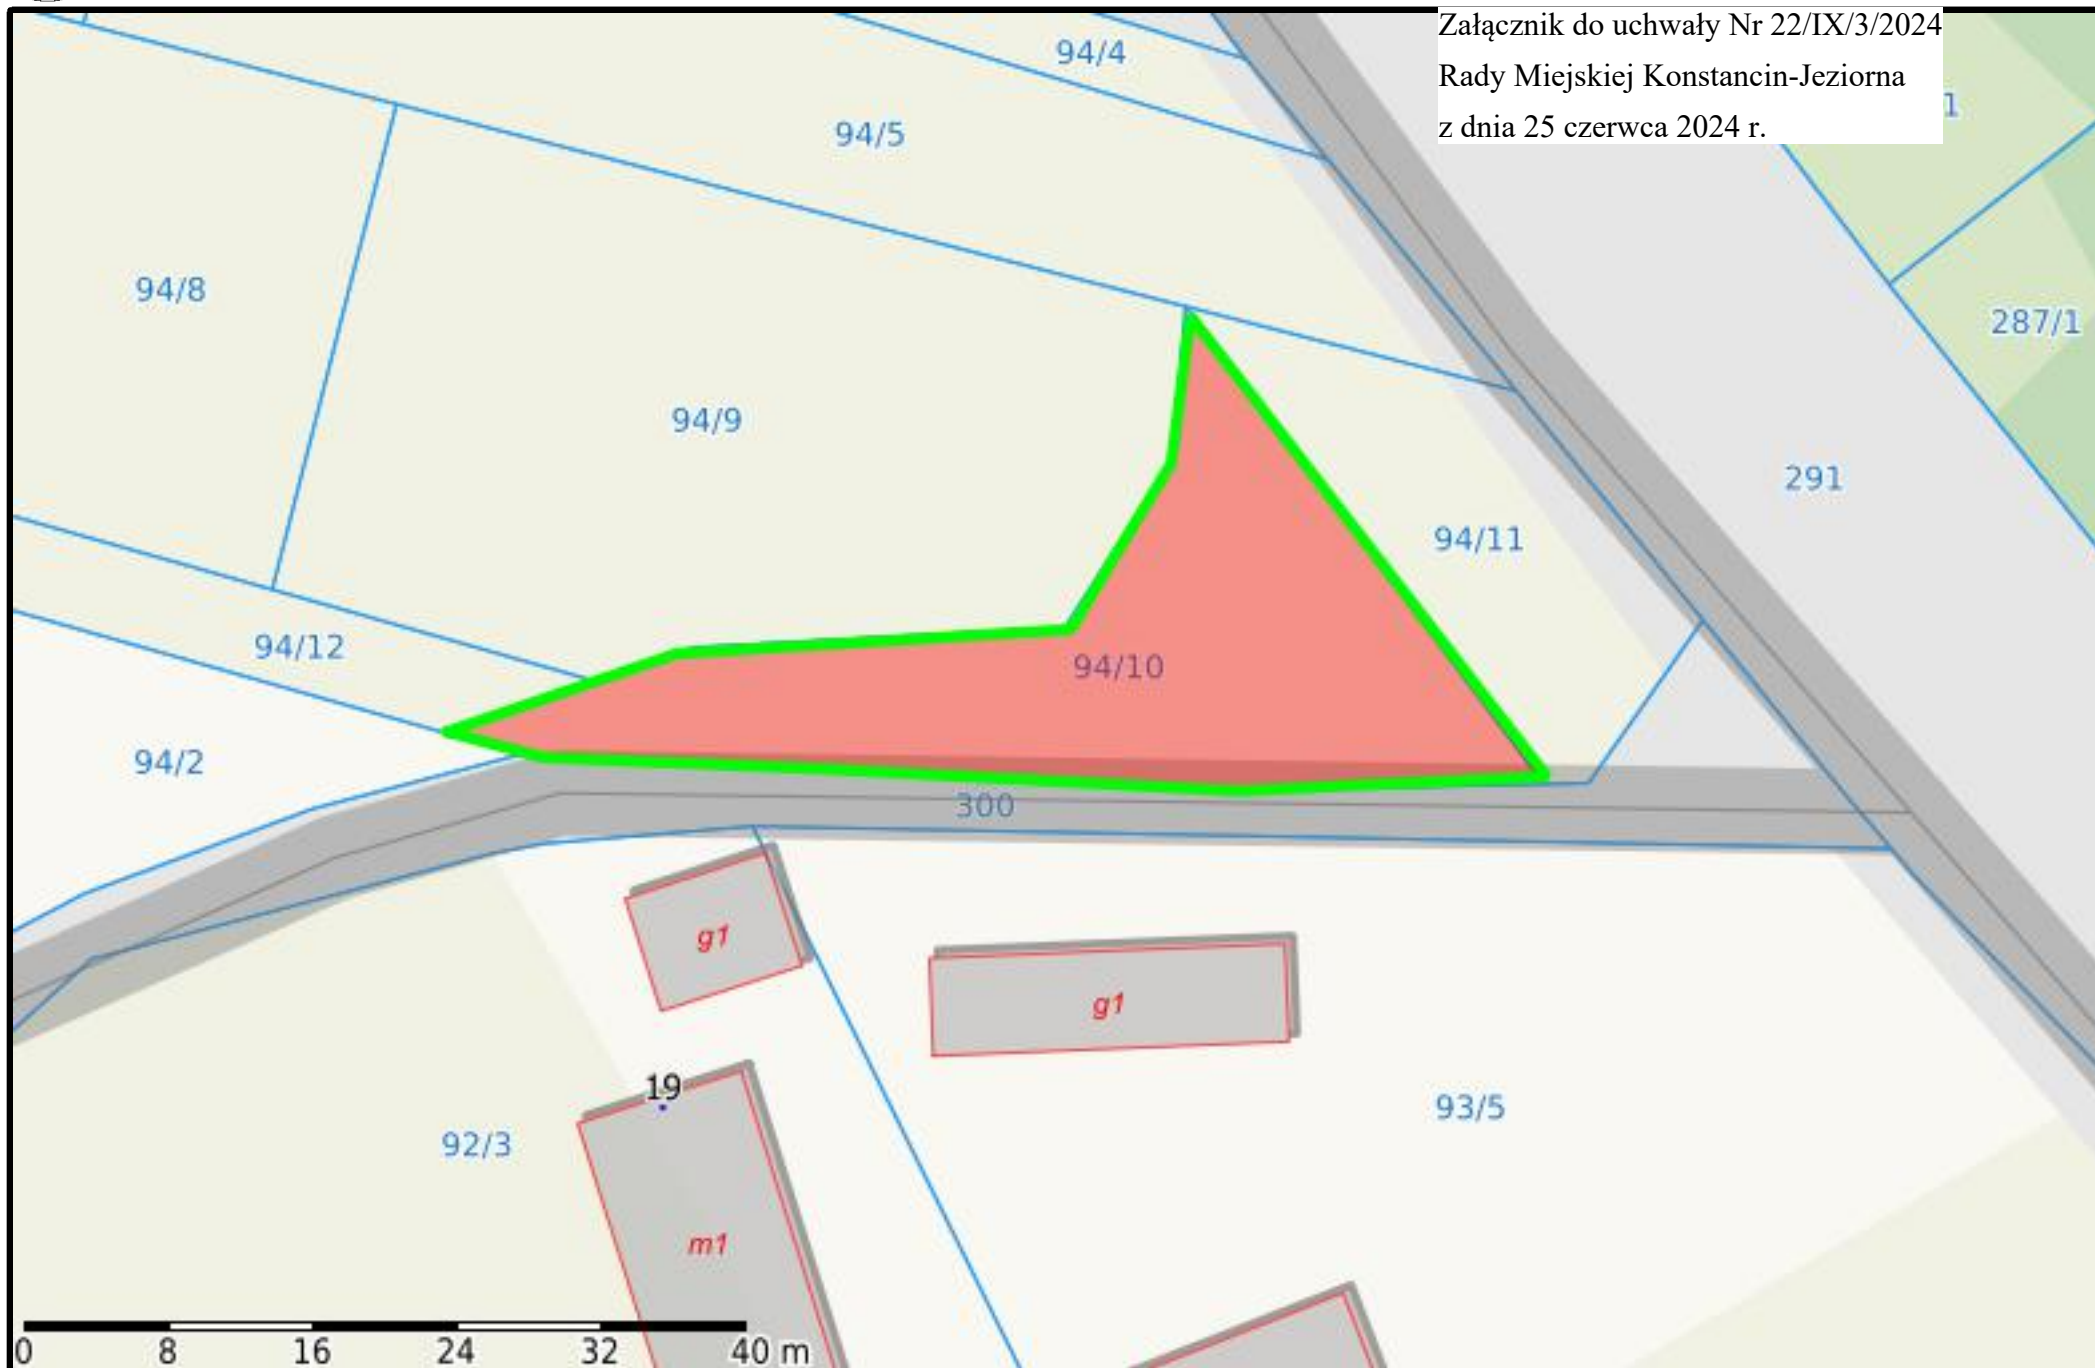 Załącznik do uchwały Nr 22/IX/3/2024
Rady Miejskiej Konstancin-Jeziorna
z dnia 25 czerwca 2024 r.
94/4
1
94/5
94/8
287/1
94/9
291
94/11
94/12
94/10
94/2
300
g1
g1
19
93/5
92/3
m1
0 8 16 24 32 40 m